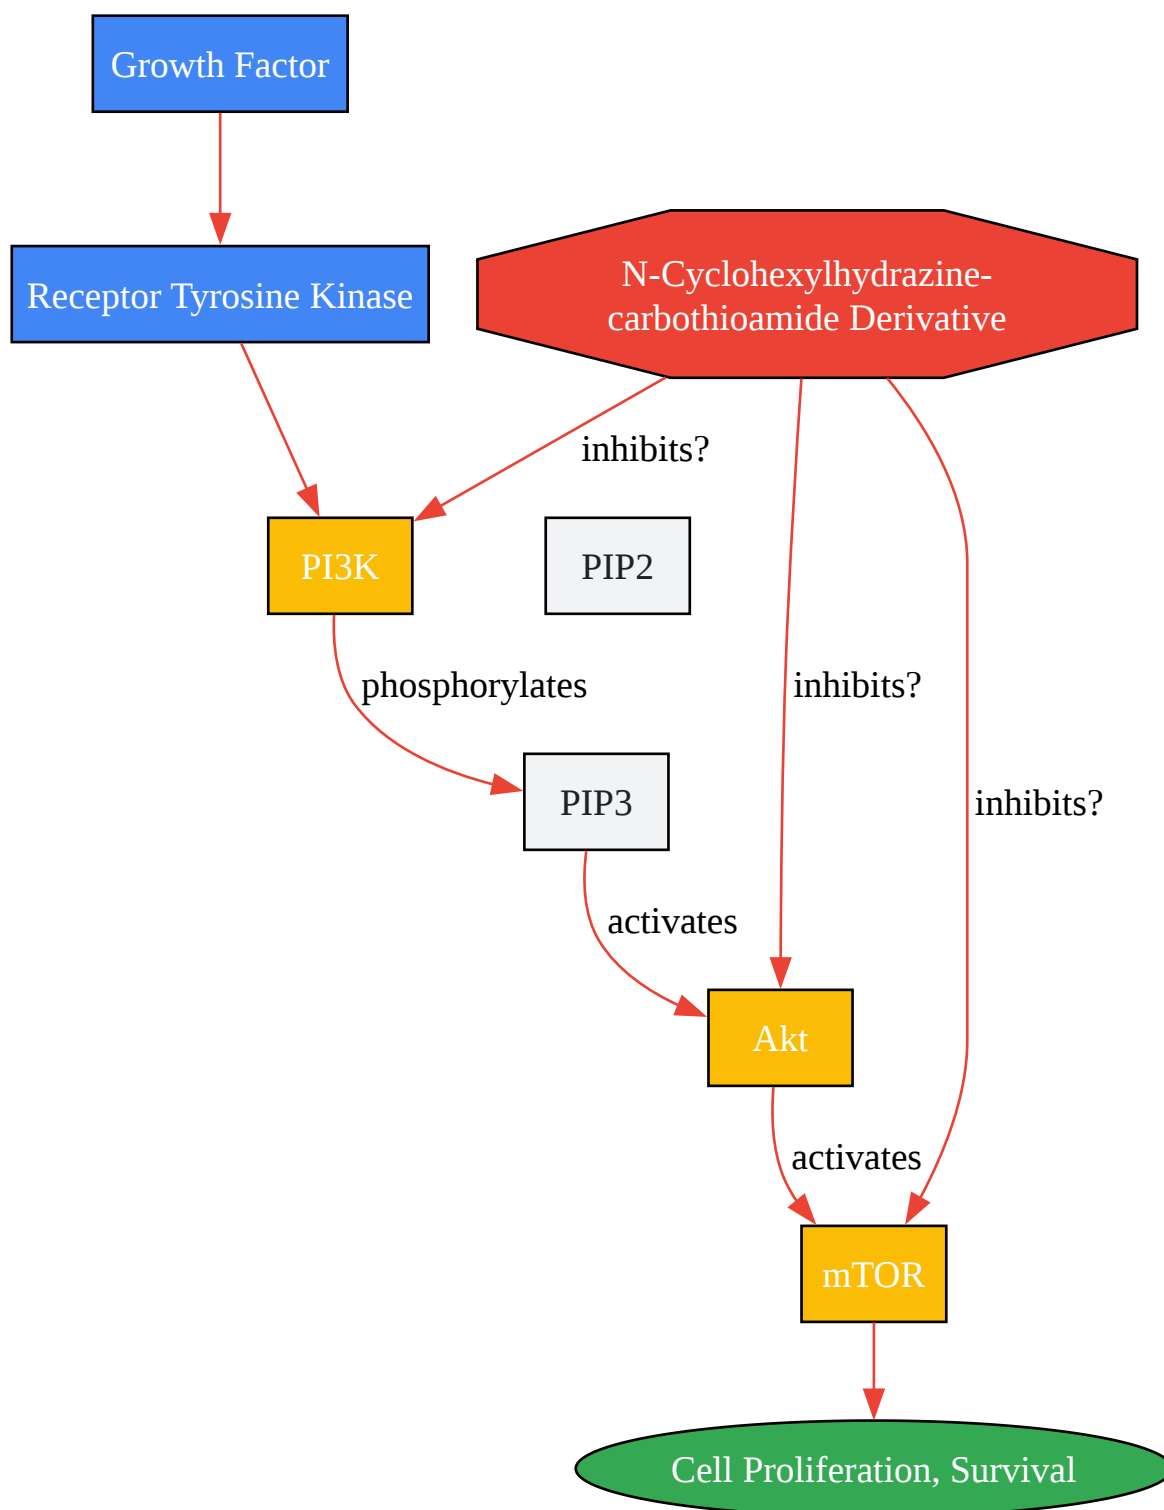 Growth Factor
Receptor Tyrosine Kinase
N-Cyclohexylhydrazine-
carbothioamide Derivative
inhibits?
PI3K
PIP2
phosphorylates
inhibits?
PIP3
inhibits?
activates
Akt
activates
mTOR
Cell Proliferation, Survival